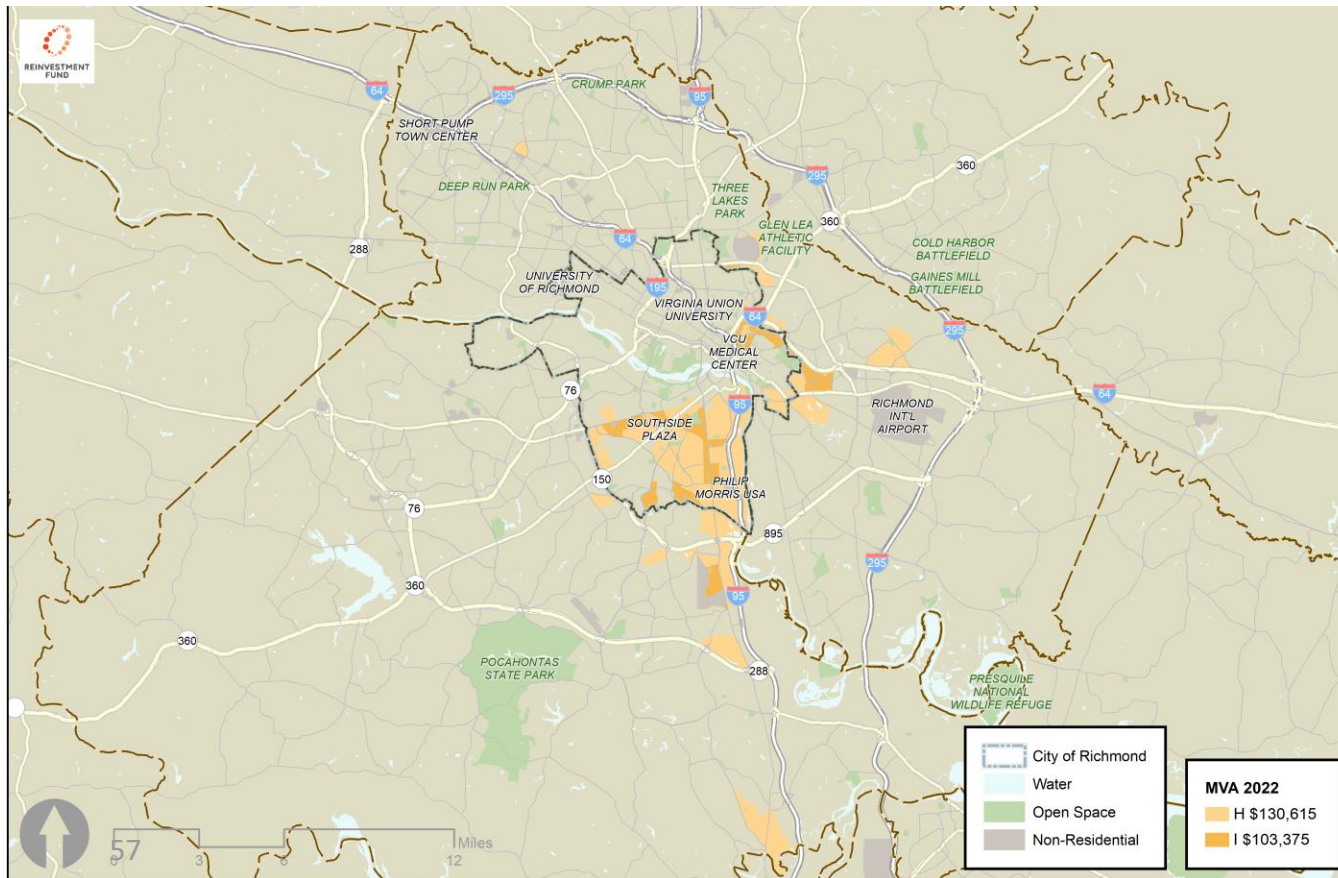 REINVESTMENT
FUND
64
295
CRUMP PARK
95
SHORT PUMP
TOWN CENTER
360
295
DEEP RUN PARK
THREE
LAKES
PARK
GLEN LEA
ATHLETIC
FACILITY
360
64
288
COLD HARBOR
BATTLEFIELD
UNIVERSITY
OF RICHMOND
195
GAINES MILL
BATTLEFIELD
VIRGINIA UNION
UNIVERSITY
64
295
VCU
MEDICAL
CENTER
76
95
64
RICHMOND
INT'L
AIRPORT
SOUTHSIDE
PLAZA
150
PHILIP
MORRIS USA
76
895
295
360
95
360
POCAHONTAS
STATE PARK
288
PRESQUILE
NATIONAL
WILDLIFE REFUGE
City of Richmond
Water
Open Space
Non-Residential
MVA 2022
H $130,615
I $103,375
57
Miles
0
3
6
12